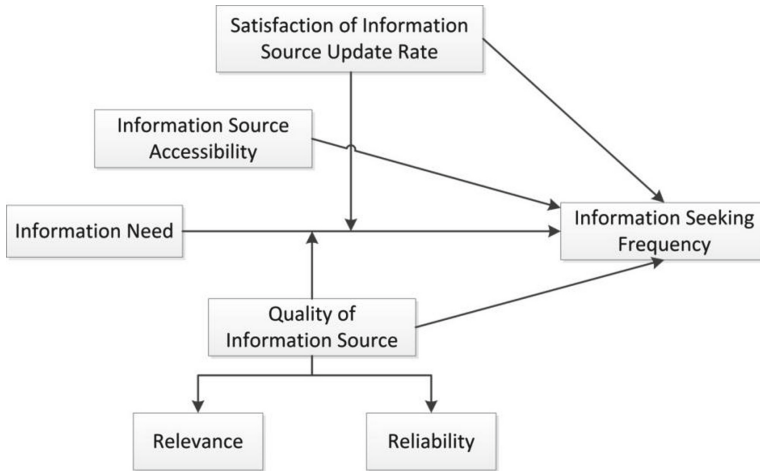 Satisfaction of Information
Source Update Rate
Information Source
Accessibility
Information Need
Information Seeking
Frequency
Quality of
Information Source
Relevance
Reliability